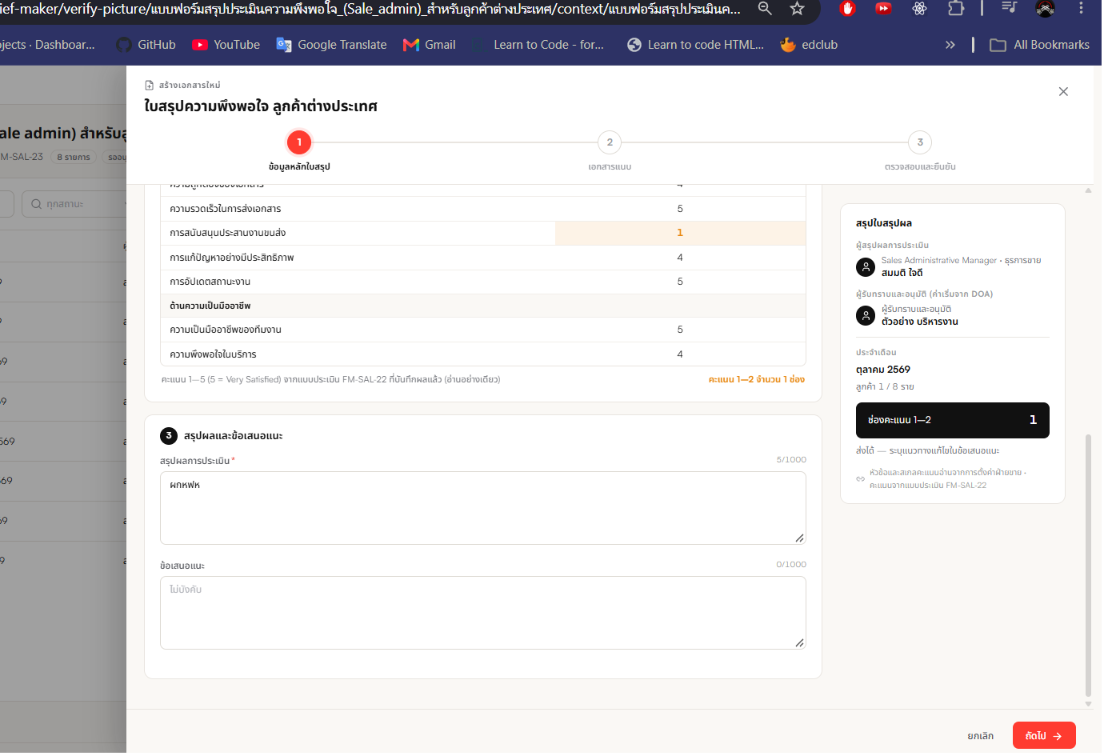 ief-maker/verify-picture/แบบฟอร์มสรุปประเมินความพึงพอใจ_(Sale_admin)_สำหรับลูกค้าต่างประเทศ/context/แบบฟอร์มสรุปประเมินค...
jects · Dashboar...
GitHub
YouTube
Google Translate
Gmail
Learn to Code - for...
Learn to code HTML...
edclub
All Bookmarks
สร้างเอกสารใหม่
ใบสรุปความพึงพอใจ ลูกค้าต่างประเทศ
1
2
3
ข้อมูลหลักใบสรุป
เอกสารแนบ
ตรวจสอบและยืนยัน
ale admin) สำหรับลู
M-SAL-23
8 รายการ
รออน
ทุกสถานะ
ความถูกต้องของเอกสาร 4
ความรวดเร็วในการส่งเอกสาร 5
การสนับสนุนประสานงานขนส่ง 1
การแก้ปัญหาอย่างมีประสิทธิภาพ 4
การอัปเดตสถานะงาน 5
ด้านความเป็นมืออาชีพ
ความเป็นมืออาชีพของทีมงาน 5
ความพึงพอใจในบริการ 4
คะแนน 1–5 (5 = Very Satisfied) จากแบบประเมิน FM-SAL-22 ที่บันทึกผลแล้ว (อ่านอย่างเดียว)
คะแนน 1–2 จำนวน 1 ช่อง
3 สรุปผลและข้อเสนอแนะ
สรุปผลการประเมิน * 5/1000
ผกหฟห
ข้อเสนอแนะ 0/1000
ไม่บังคับ
สรุปใบสรุปผล
ผู้สรุปผลการประเมิน
Sales Administrative Manager · ธุรการขาย
สมมติ ใจดี
ผู้รับทราบและอนุมัติ (ค่าเริ่มจาก DOA)
ผู้รับทราบและอนุมัติ
ตัวอย่าง บริหารงาน
ประจำเดือน
ตุลาคม 2569
ลูกค้า 1 / 8 ราย
ช่องคะแนน 1–2 1
ส่งได้ — ระบุแนวทางแก้ไขในข้อเสนอแนะ
หัวข้อและสเกลคะแนนอ่านจากการตั้งค่าฝ่ายขาย ·
คะแนนจากแบบประเมิน FM-SAL-22
ยกเลิก
ถัดไป →